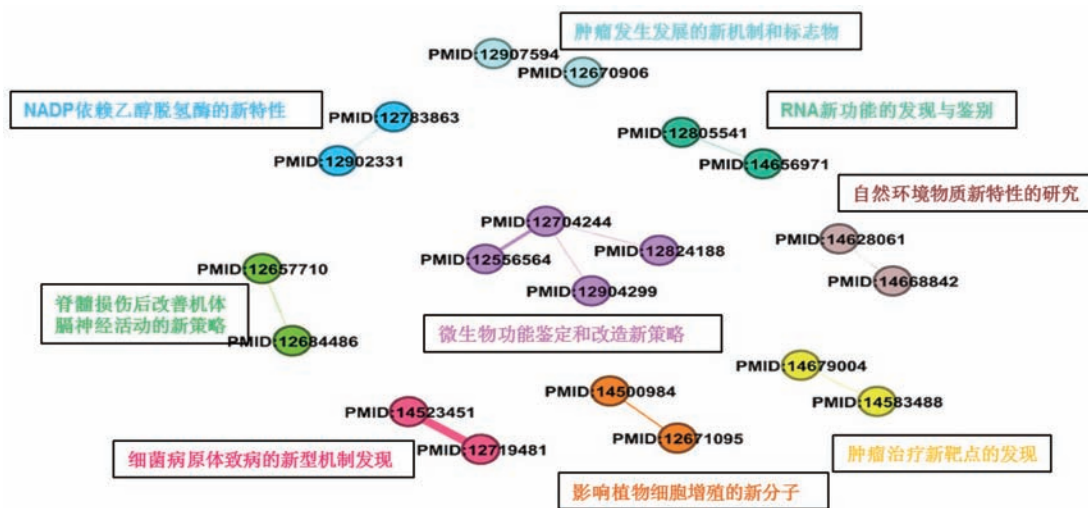 肿瘤发生发展的新机制和标志物
PMID:12907594
PMID:12670906
NADP依赖乙醇脱氢酶的新特性
PMID:12783863
PMID:12902331
RNA新功能的发现与鉴别
PMID:12805541
PMID:14656971
自然环境物质新特性的研究
PMID:14628061
PMID:14668842
PMID:12704244
PMID:12556564
PMID:12824188
PMID:12904299
微生物功能鉴定和改造新策略
PMID:12657710
脊髓损伤后改善机体
膈神经活动的新策略
PMID:12684486
PMID:14679004
PMID:14583488
肿瘤治疗新靶点的发现
PMID:14523451
PMID:12719481
细菌病原体致病的新型机制发现
PMID:14500984
PMID:12671095
影响植物细胞增殖的新分子